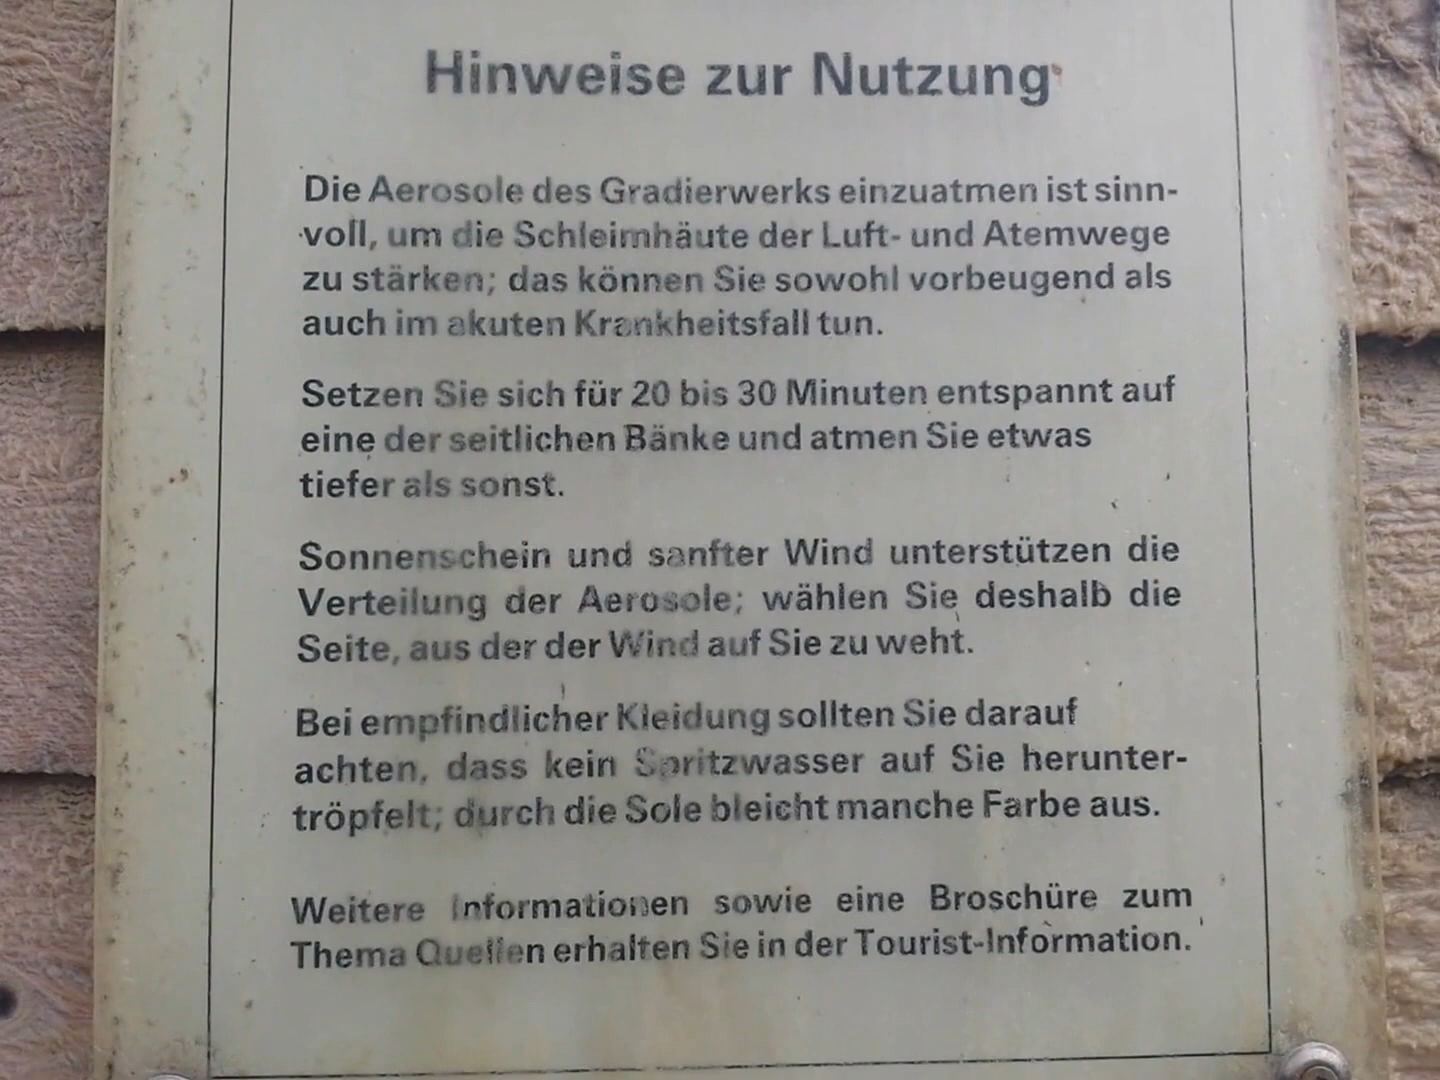 Hinweise zur Nutzung
Die Aerosole des Gradierwerks einzuatmen ist sinn-
voll, um die Schleimhäute der Luft- und Atemwege
zu stärken; das können Sie sowohl vorbeugend als
auch im akuten Krankheitsfall tun.
Setzen Sie sich für 20 bis 30 Minuten entspannt auf
eine der seitlichen Bänke und atmen Sie etwas
tiefer als sonst.
Sonnenschein und sanfter Wind unterstützen die
Verteilung der Aerosole; wählen Sie deshalb die
Seite, aus der der Wind auf Sie zu weht.
Bei empfindlicher Kleidung sollten Sie darauf
achten, dass kein Spritzwasser auf Sie herunter-
tröpfelt; durch die Sole bleicht manche Farbe aus.
Weitere Informationen sowie eine Broschüre zum
Thema Quellen erhalten Sie in der Tourist-Information.